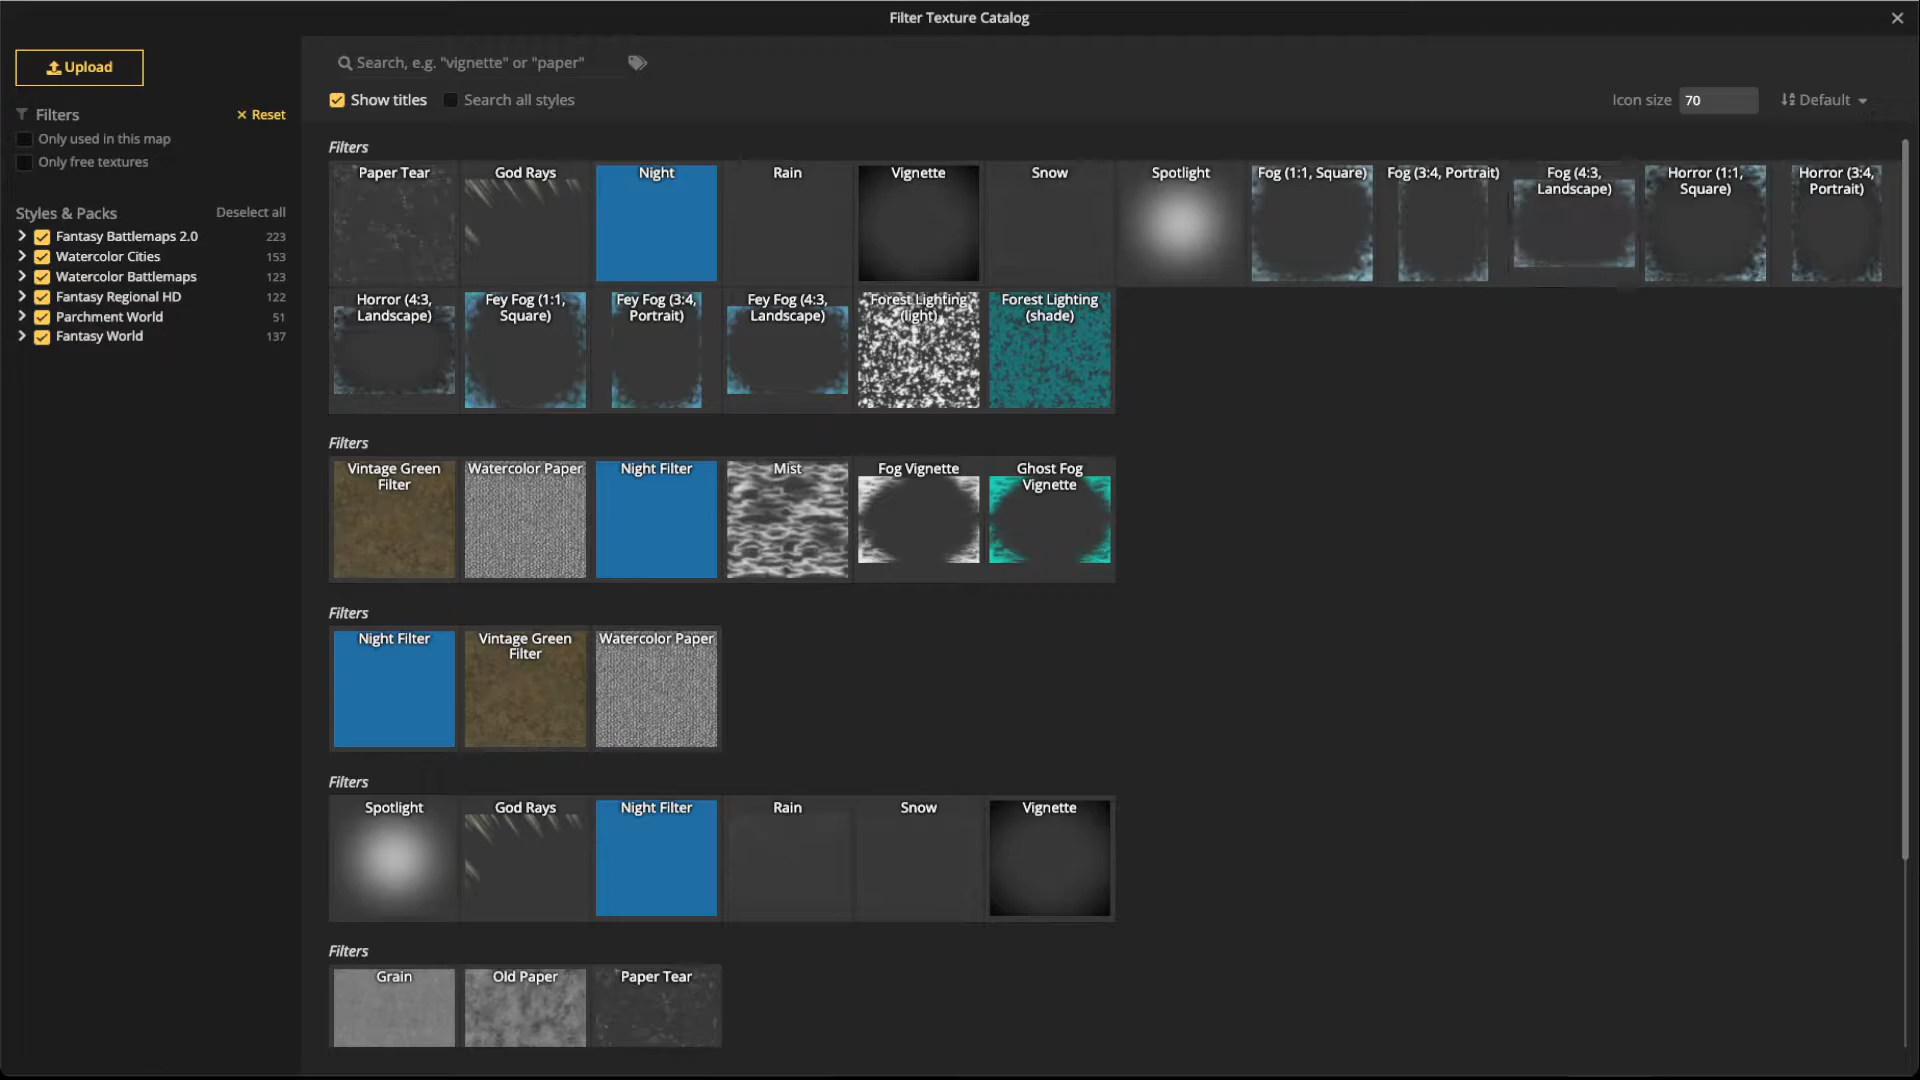 Filter Texture Catalog
Upload
Filters
Reset
Only used in this map
Only free textures
Styles & Packs
Deselect all
Fantasy Battlemaps 2.0
223
Watercolor Cities
153
Watercolor Battlemaps
123
Fantasy Regional HD
122
Parchment World
51
Fantasy World
137
Search, e.g. "vignette" or "paper"
Show titles
Search all styles
Icon size
70
Default
Filters
Paper Tear
God Rays
Night
Rain
Vignette
Snow
Spotlight
Fog (1:1, Square)
Fog (3:4, Portrait)
Fog (4:3,
Landscape)
Horror (1:1,
Square)
Horror (3:4,
Portrait)
Horror (4:3,
Landscape)
Fey Fog (1:1,
Square)
Fey Fog (3:4,
Portrait)
Fey Fog (4:3,
Landscape)
Forest Lighting
(light)
Forest Lighting
(shade)
Filters
Vintage Green
Filter
Watercolor Paper
Night Filter
Mist
Fog Vignette
Ghost Fog
Vignette
Filters
Night Filter
Vintage Green
Filter
Watercolor Paper
Filters
Spotlight
God Rays
Night Filter
Rain
Snow
Vignette
Filters
Grain
Old Paper
Paper Tear